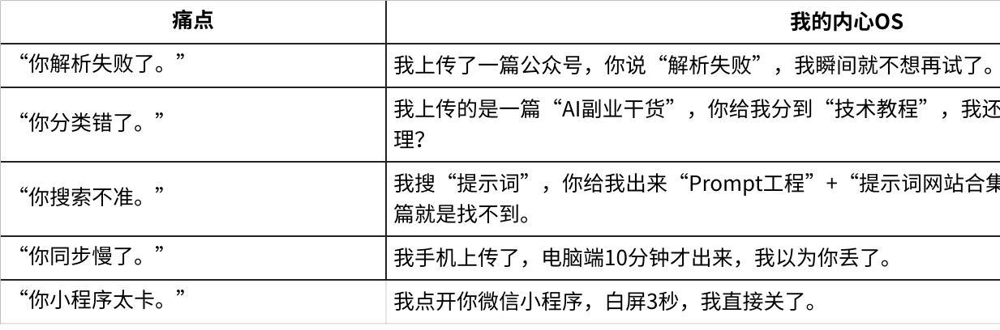 痛点
我的内心OS
“你解析失败了。”
我上传了一篇公众号，你说“解析失败”，我瞬间就不想再试了。
“你分类错了。”
我上传的是一篇“AI副业干货”，你给我分到“技术教程”，我还
理？
“你搜索不准。”
我搜“提示词”，你给我出来“Prompt工程”+“提示词网站合集
篇就是找不到。
“你同步慢了。”
我手机上传了，电脑端10分钟才出来，我以为你丢了。
“你小程序太卡。”
我点开你微信小程序，白屏3秒，我直接关了。